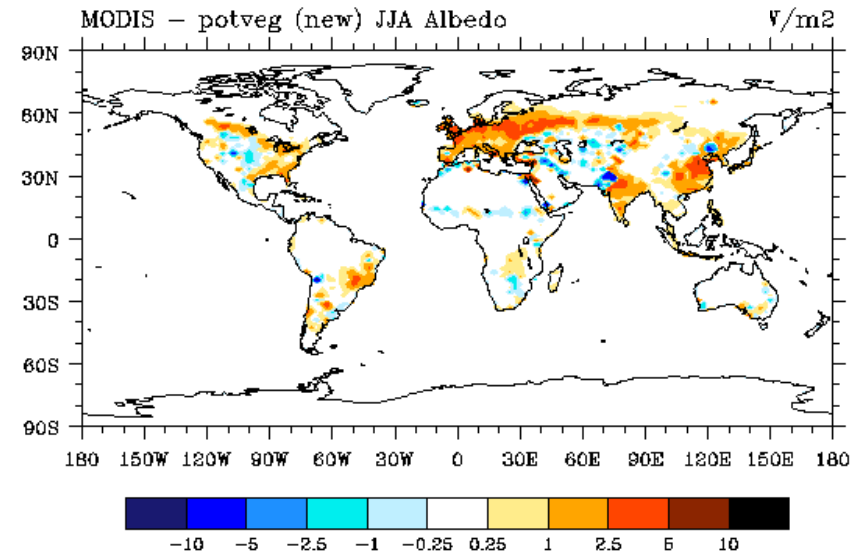 MODIS – potveg (new) JJA Albedo V/m2
90N
60N
30N
0
30S
60S
90S
180 150W 120W 90W 60W 30W 0 30E 60E 90E 120E 150E 180
-10 -5 -2.5 -1 -0.25 0.25 1 2.5 5 10